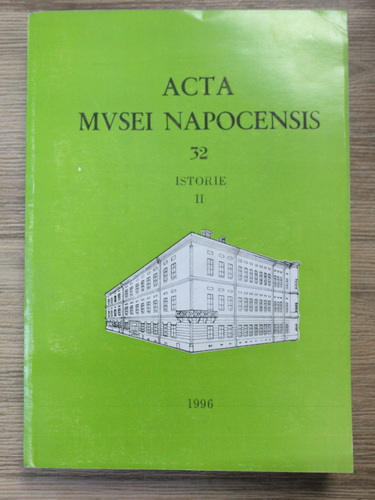 ACTA
MVSEI NAPOCENSIS
32
ISTORIE
II
1996